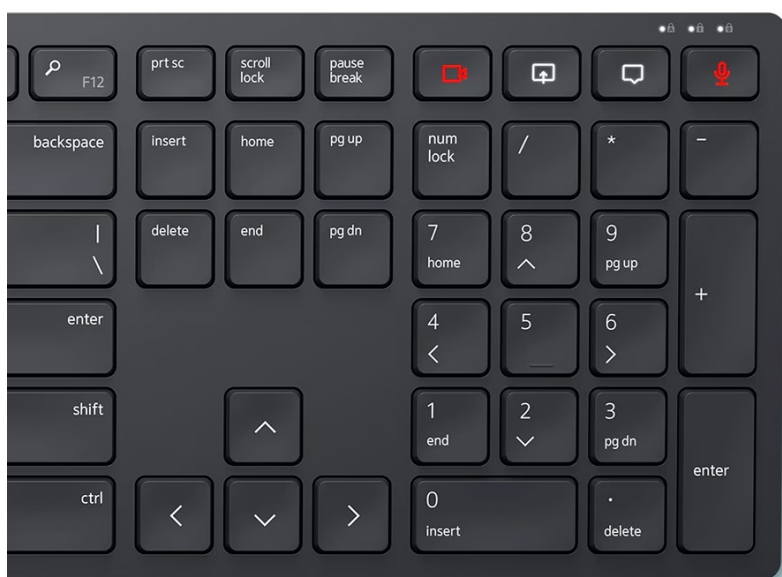 F12
prt sc
scroll
lock
pause
break
backspace
insert
home
pg up
num
lock
/
*
-
|
\
delete
end
pg dn
7
home
8
9
pg up
+
enter
4
5
6
shift
1
end
2
3
pg dn
enter
ctrl
0
insert
.
delete